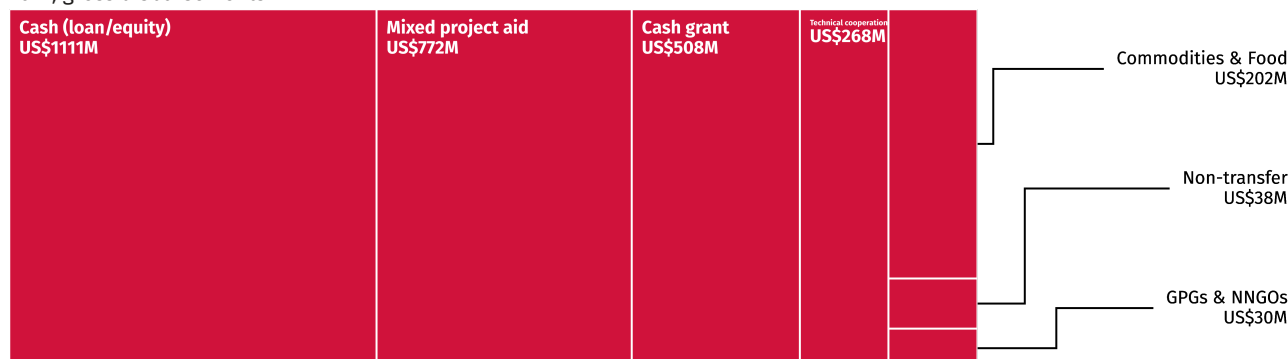 Cash (loan/equity)
US$1111M
Mixed project aid
US$772M
Cash grant
US$508M
Technical cooperation
US$268M
Commodities & Food
US$202M
Non-transfer
US$38M
GPGs & NNGOs
US$30M